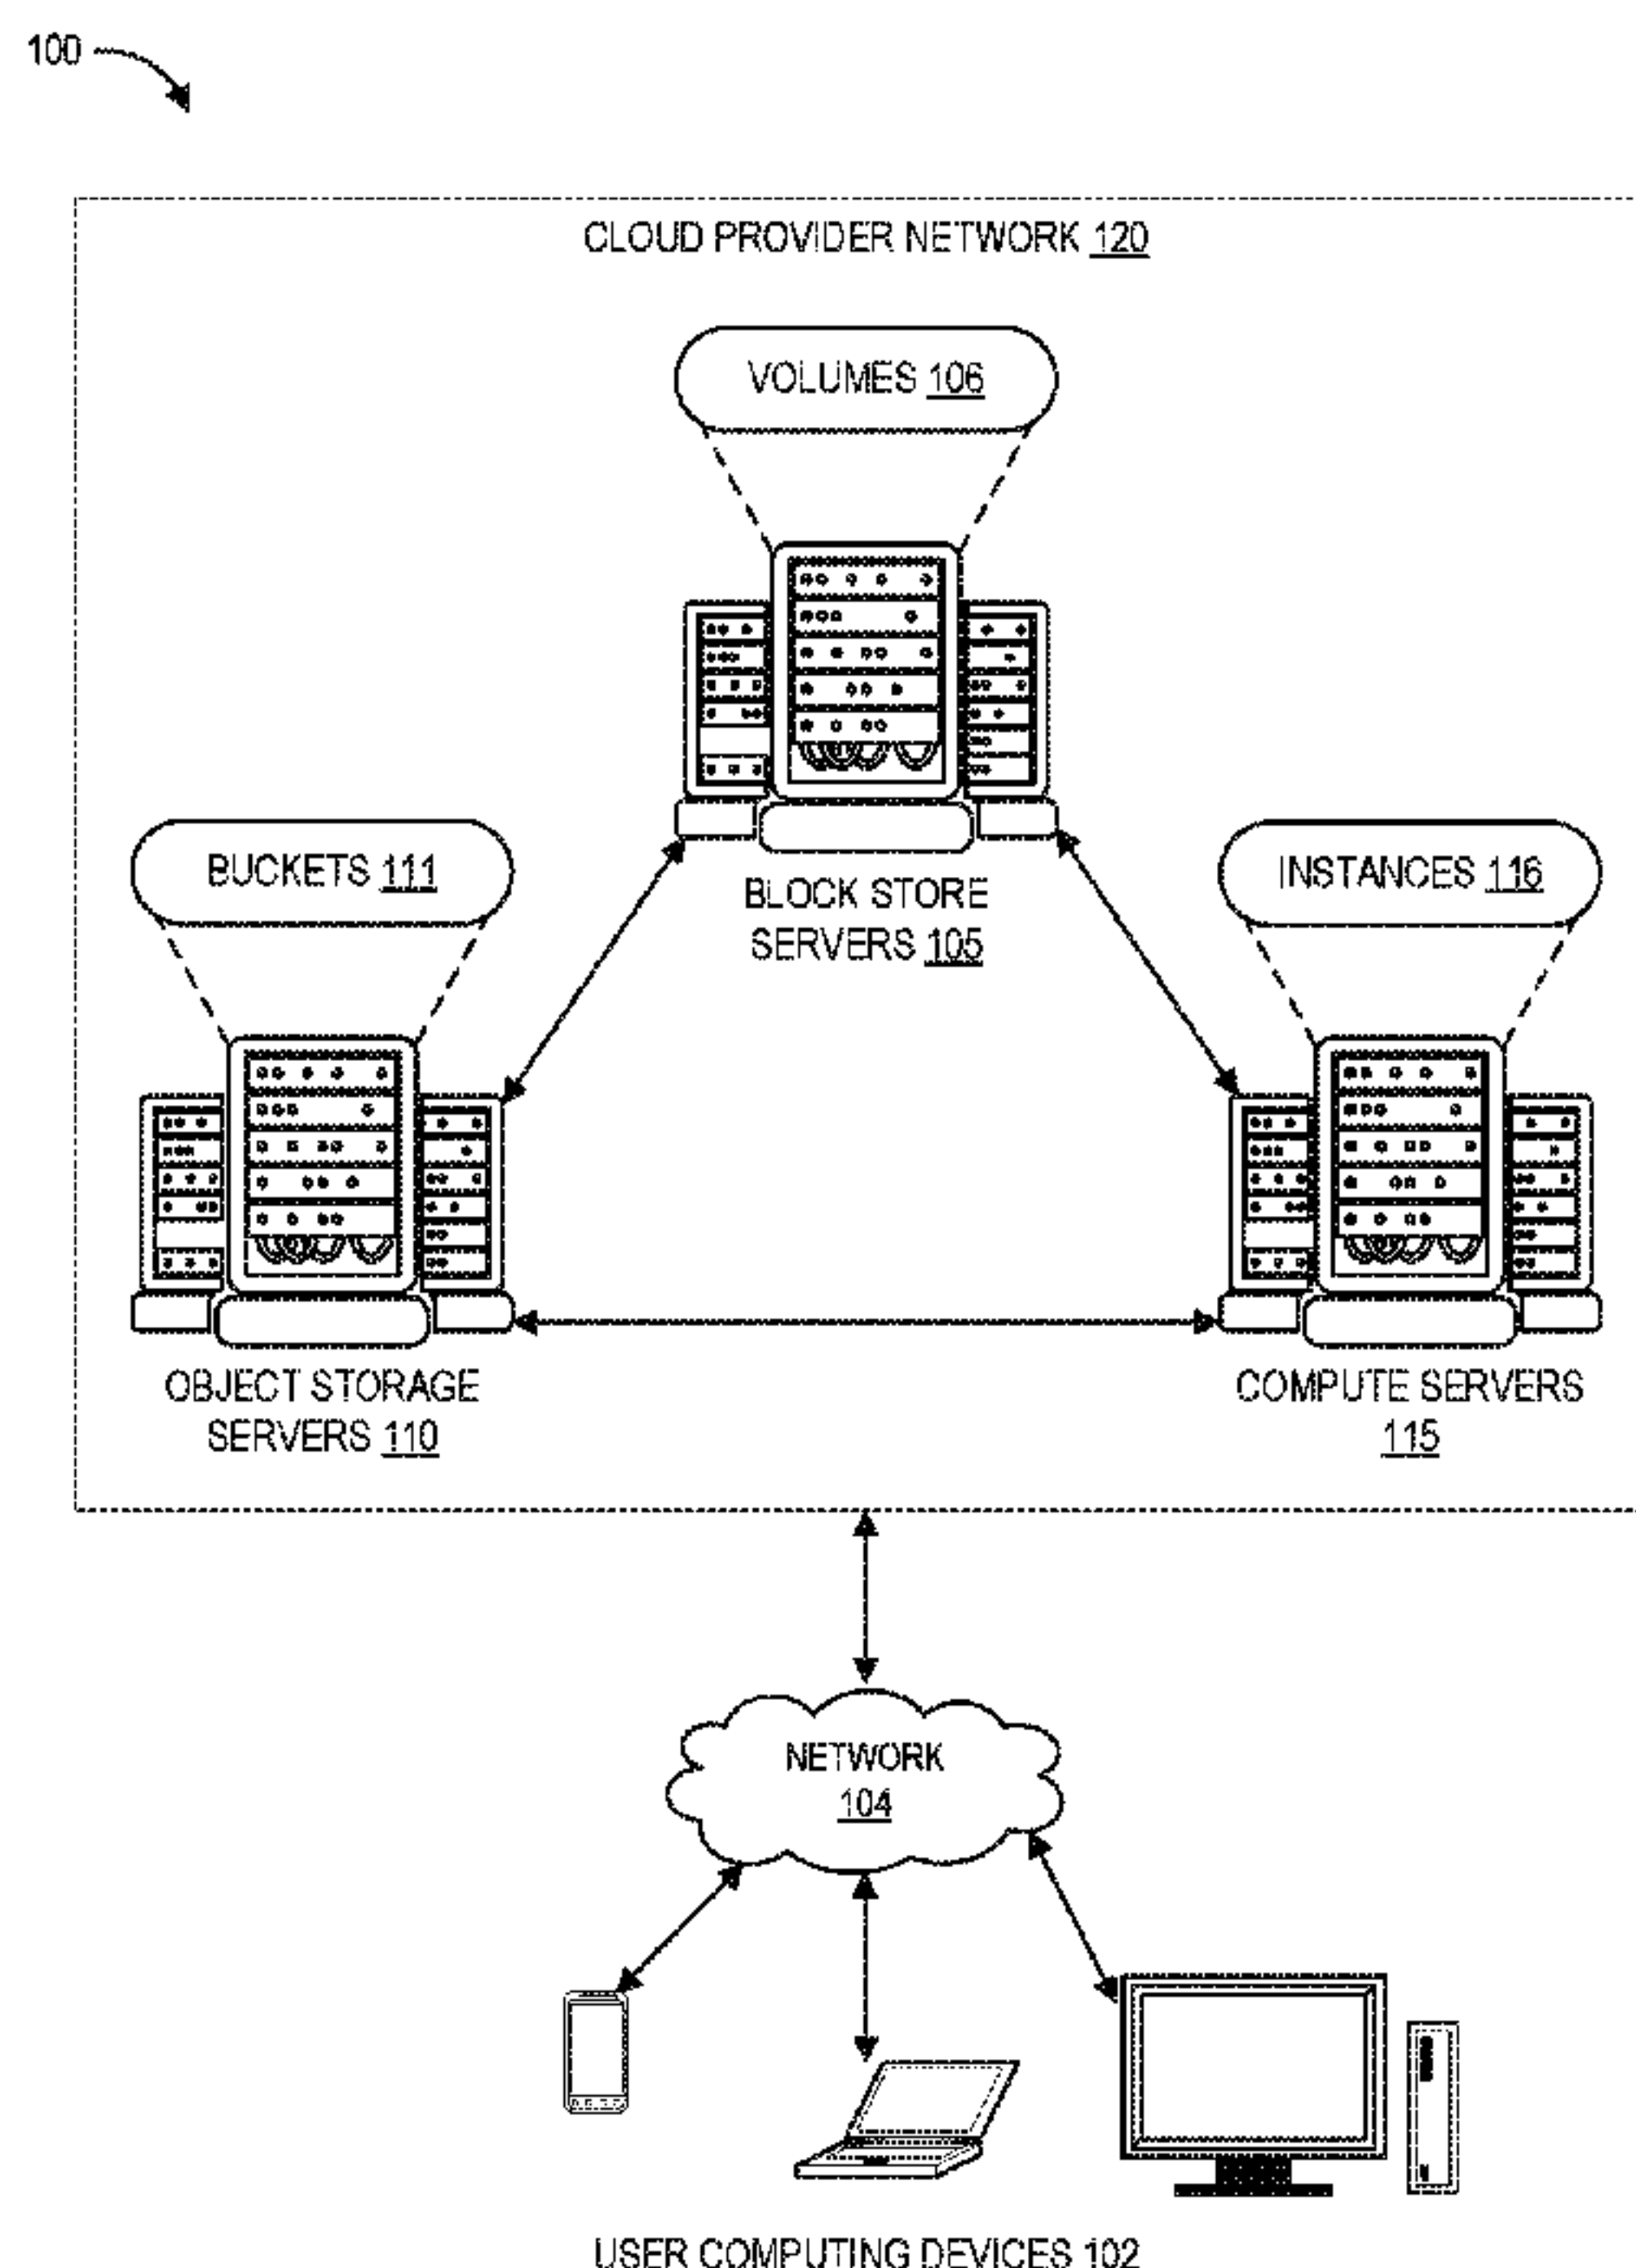 100
CLOUD PROVIDER NETWORK 120
VOLUMES 106
BUCKETS 111
BLOCK STORE
SERVERS 105
INSTANCES 116
OBJECT STORAGE
SERVERS 110
COMPUTE SERVERS
115
NETWORK
104
USER COMPUTING DEVICES 102